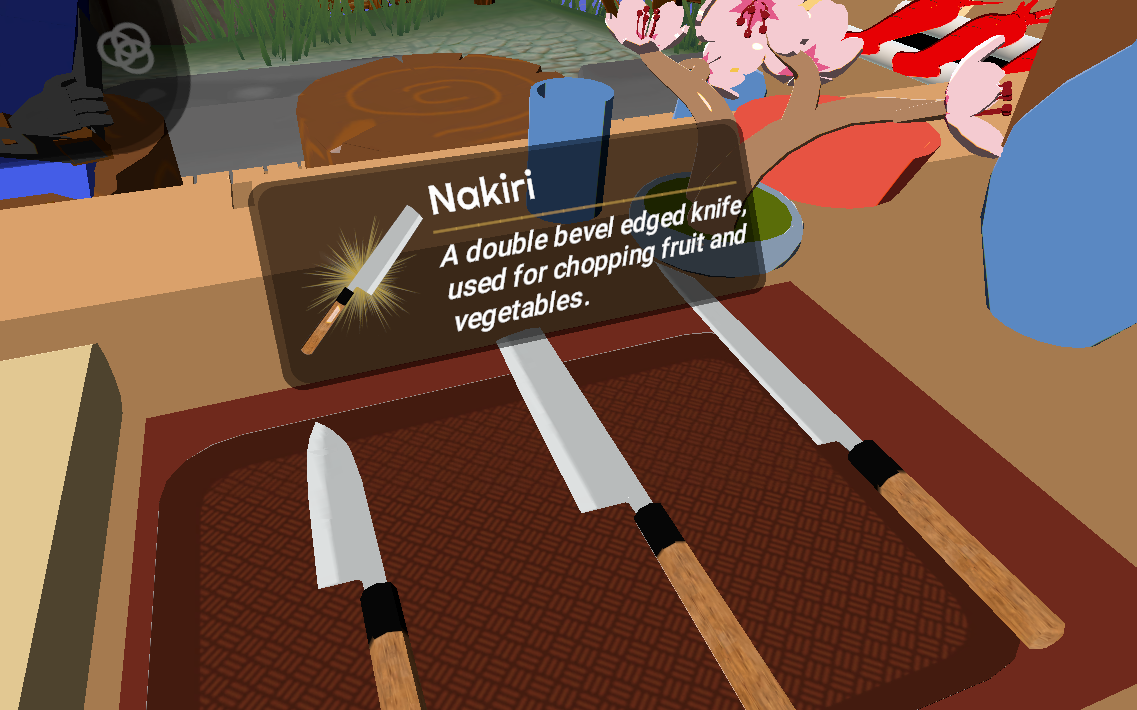 Nakiri
A double bevel edged knife,
used for chopping fruit and
vegetables.